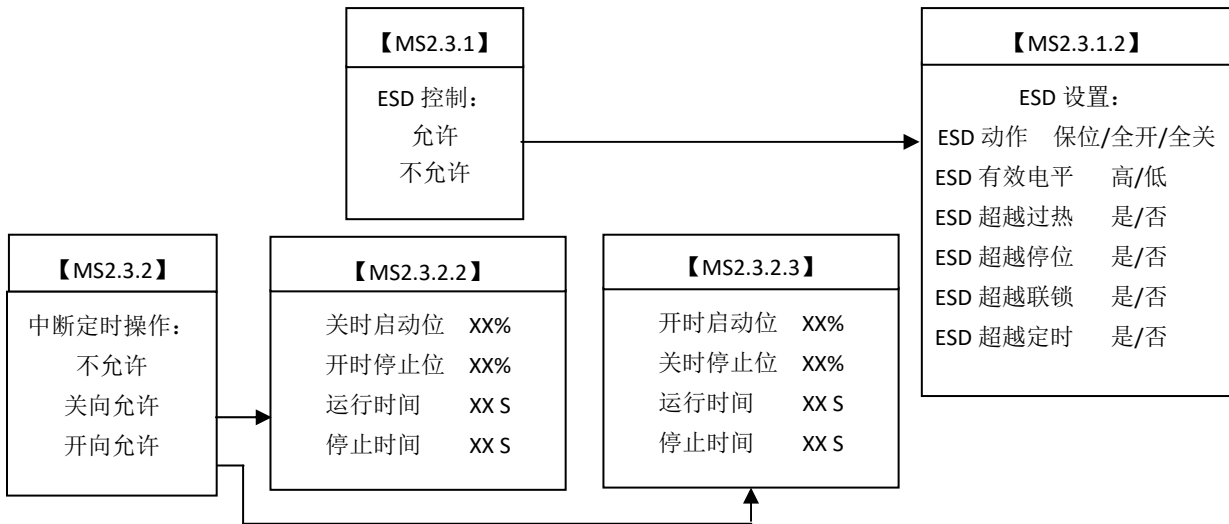 【MS2.3.1】
ESD 控制：
允许
不允许
【MS2.3.1.2】
ESD 设置：
ESD 动作 保位/全开/全关
ESD 有效电平 高/低
ESD 超越过热 是/否
ESD 超越停位 是/否
ESD 超越联锁 是/否
ESD 超越定时 是/否
【MS2.3.2】
中断定时操作：
不允许
关向允许
开向允许
【MS2.3.2.2】
关时启动位 XX%
开时停止位 XX%
运行时间 XX S
停止时间 XX S
【MS2.3.2.3】
开时启动位 XX%
关时停止位 XX%
运行时间 XX S
停止时间 XX S